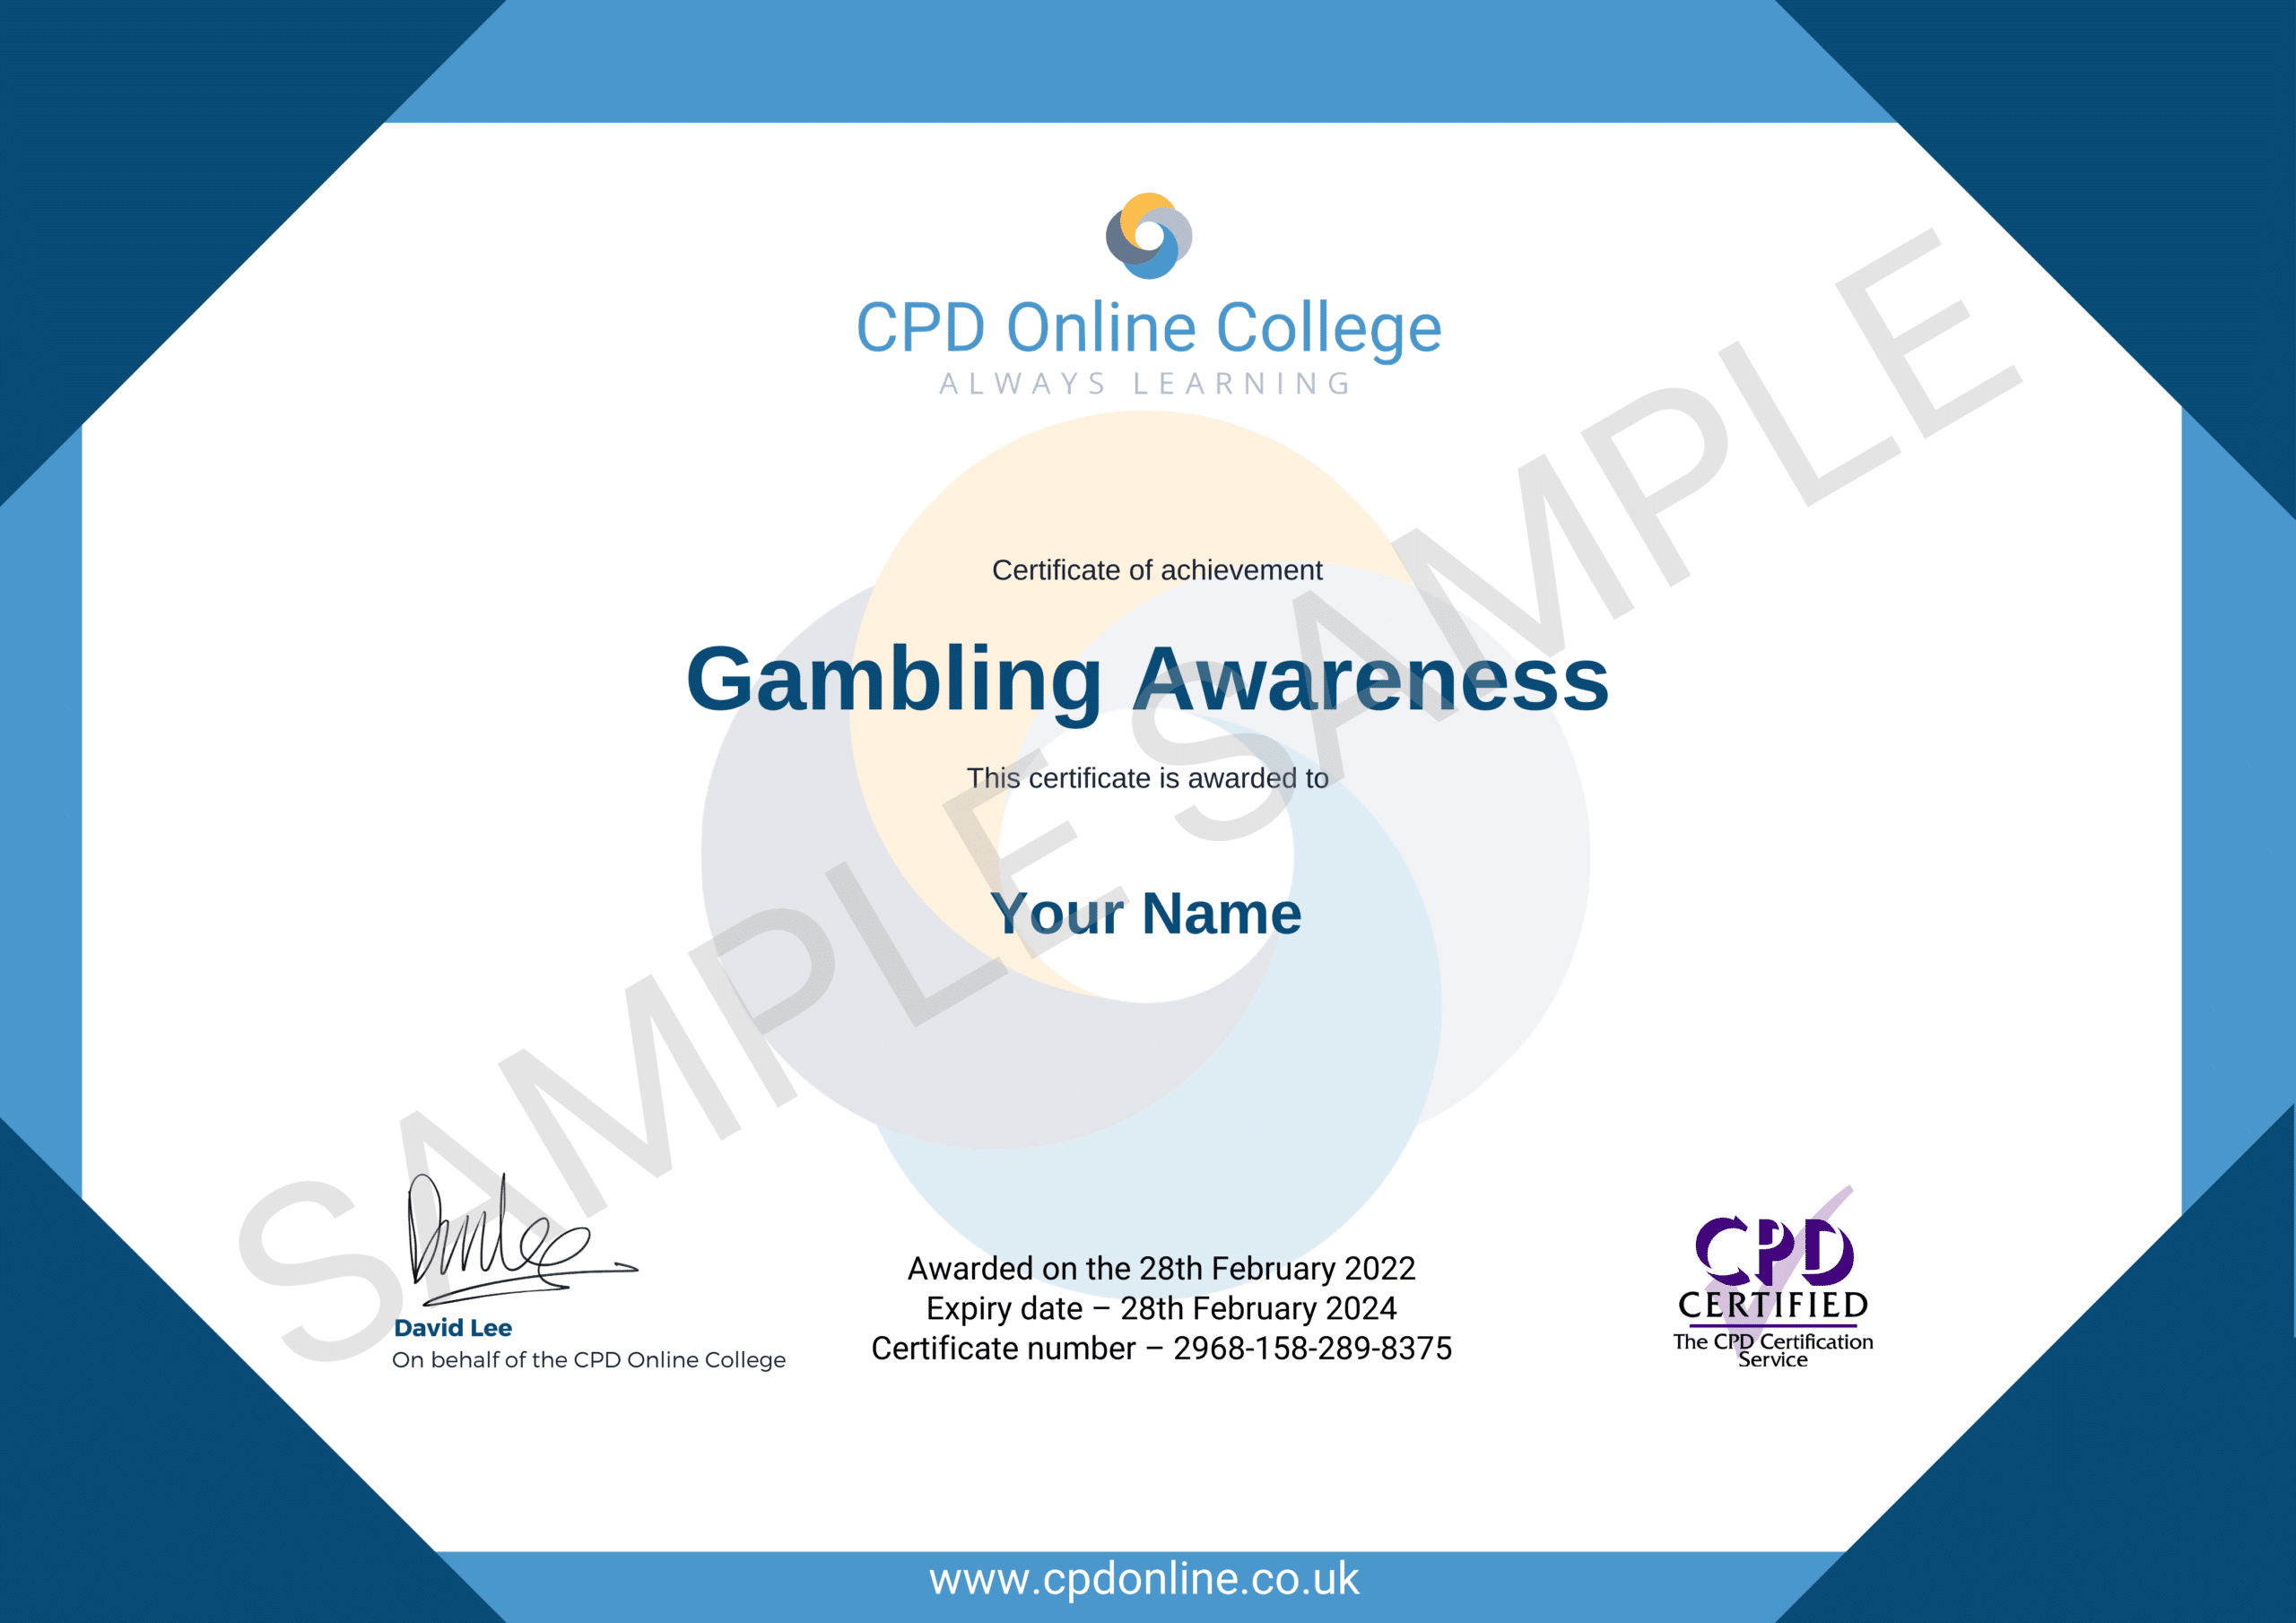 CPD Online College
ALWAYS LEARNING
Certificate of achievement
Gambling Awareness
This certificate is awarded to
Your Name
SAMPLE SAMPLE
David Lee
On behalf of the CPD Online College
Awarded on the 28th February 2022
Expiry date – 28th February 2024
Certificate number – 2968-158-289-8375
CPD
CERTIFIED
The CPD Certification
Service
www.cpdonline.co.uk